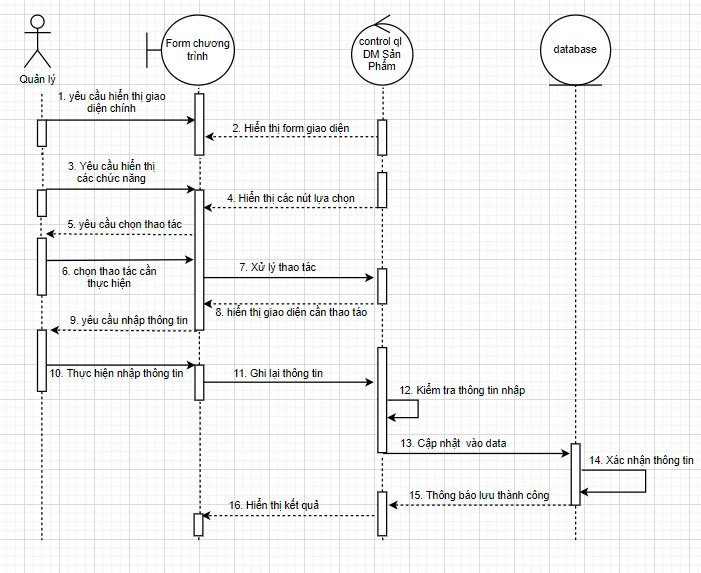 Quản lý
Form chương
trình
control ql
DM Sản
Phẩm
database
1. yêu cầu hiển thị giao
diện chính
2. Hiển thị form giao diện
3. Yêu cầu hiển thị
các chức năng
4. Hiển thị các nút lựa chọn
5. yêu cầu chọn thao tác
6. chọn thao tác cần
thực hiện
7. Xử lý thao tác
8. hiển thị giao diện cần thao táo
9. yêu cầu nhập thông tin
10. Thực hiện nhập thông tin
11. Ghi lại thông tin
12. Kiểm tra thông tin nhập
13. Cập nhật vào data
14. Xác nhận thông tin
15. Thông báo lưu thành công
16. Hiển thị kết quả